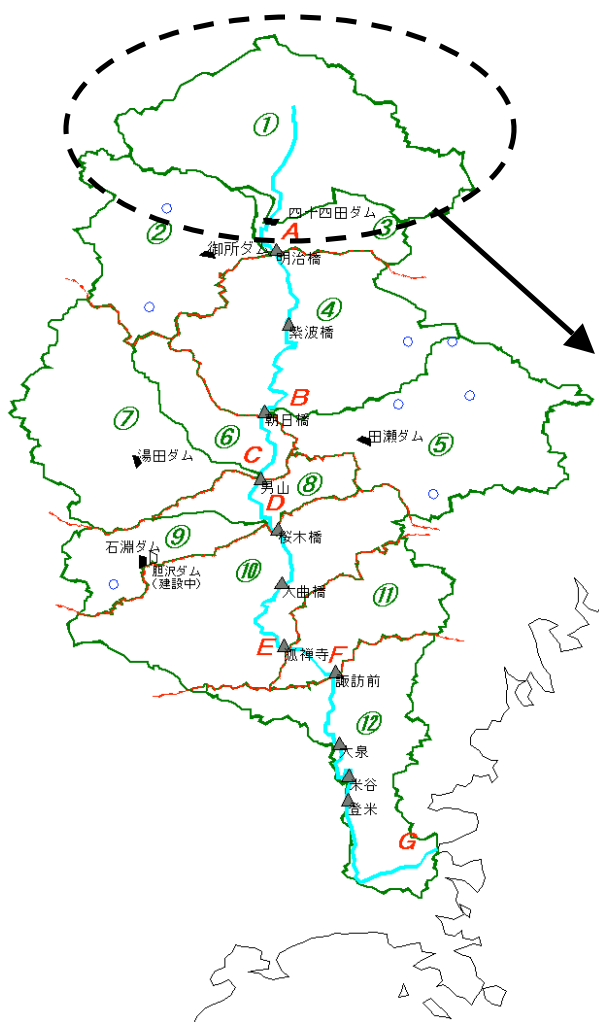 ①
四十四田ダム
A
③
②
御所ダム
明治橋
④
紫波橋
B
朝日橋
⑦
⑥
田瀬ダム
⑤
C
湯田ダム
男山
⑧
D
桜木橋
⑨
石淵ダム
胆沢ダム
(建設中)
⑩
大曲橋
⑪
E
狐禅寺
F
諏訪前
⑫
大泉
米谷
登米
G